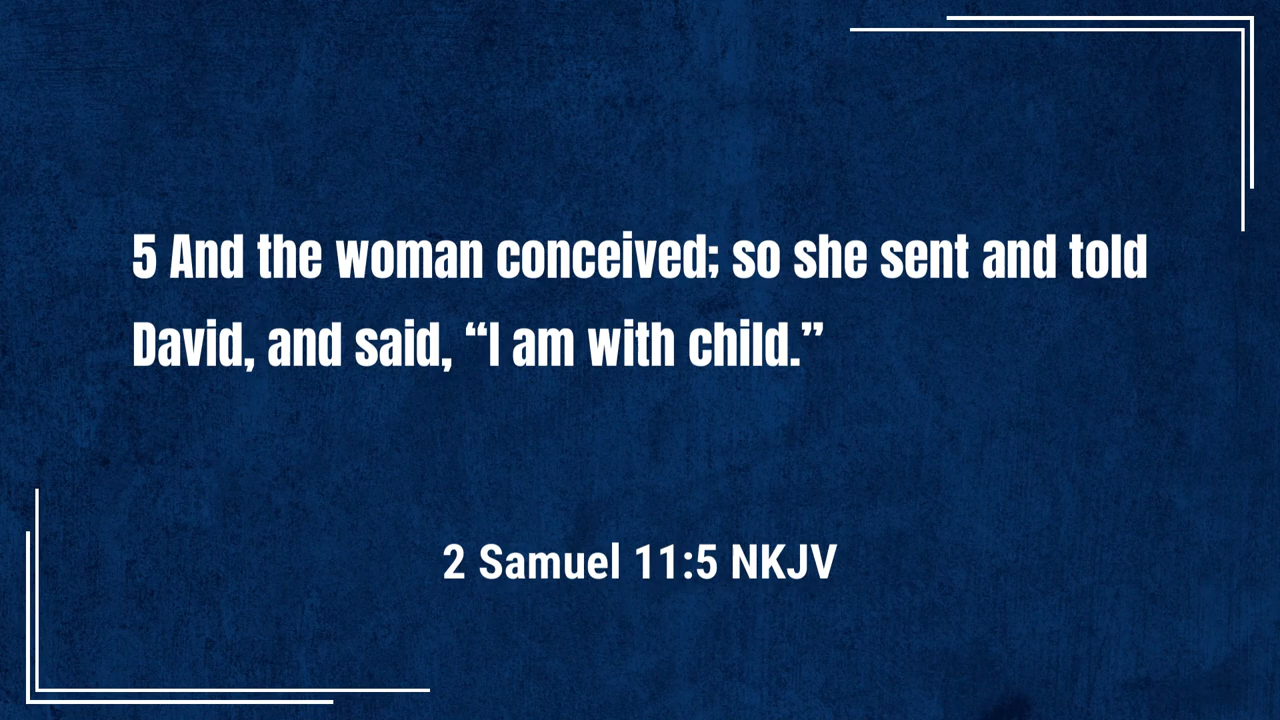 5 And the woman conceived; so she sent and told
David, and said, “I am with child.”
2 Samuel 11:5 NKJV